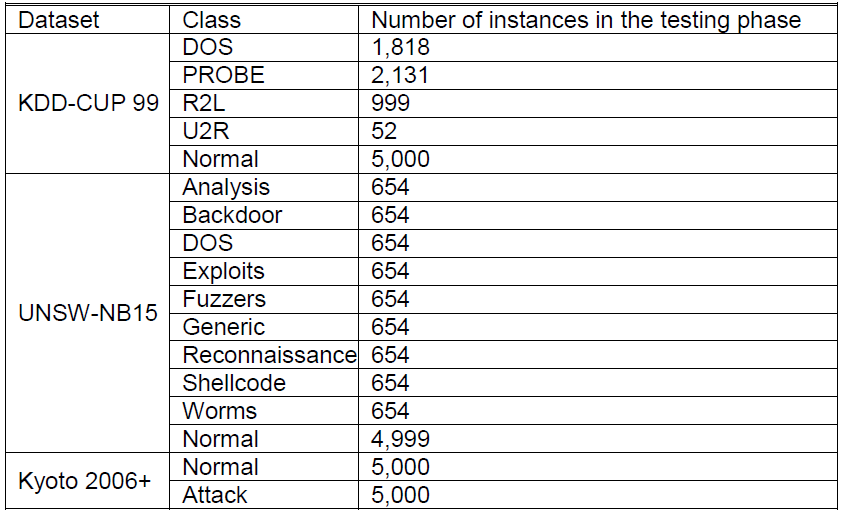 Dataset Class Number of instances in the testing phase
KDD-CUP 99 DOS 1,818
PROBE 2,131
R2L 999
U2R 52
Normal 5,000
UNSW-NB15 Analysis 654
Backdoor 654
DOS 654
Exploits 654
Fuzzers 654
Generic 654
Reconnaissance 654
Shellcode 654
Worms 654
Normal 4,999
Kyoto 2006+ Normal 5,000
Attack 5,000